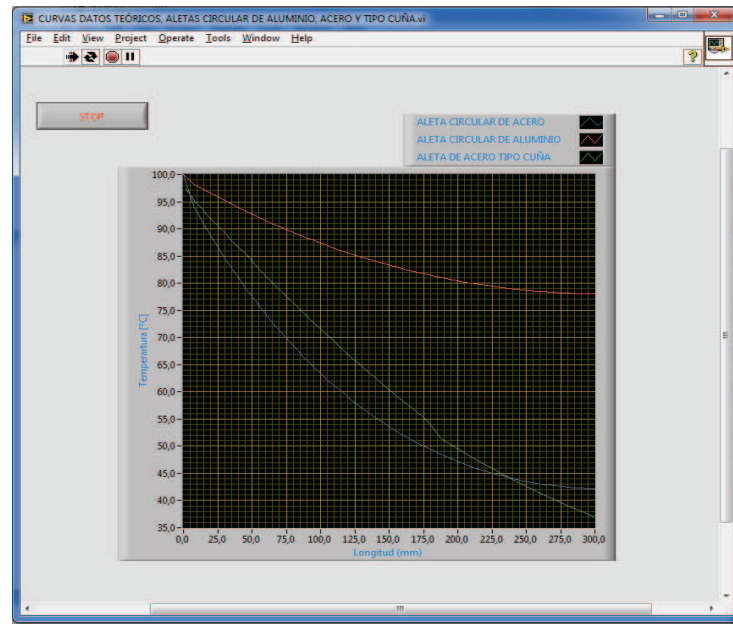 CURVAS DATOS TEÓRICOS, ALETAS CIRCULAR DE ALUMINIO, ACERO Y TIPO CUÑA.vi
File Edit View Project Operate Tools Window Help
STOP
ALETA CIRCULAR DE ACERO
ALETA CIRCULAR DE ALUMINIO
ALETA DE ACERO TIPO CUÑA
100,0
95,0
90,0
85,0
80,0
75,0
70,0
65,0
60,0
55,0
50,0
45,0
40,0
35,0
Temperartura [ºC]
0,0 25,0 50,0 75,0 100,0 125,0 150,0 175,0 200,0 225,0 250,0 275,0 300,0
Longitud (mm)